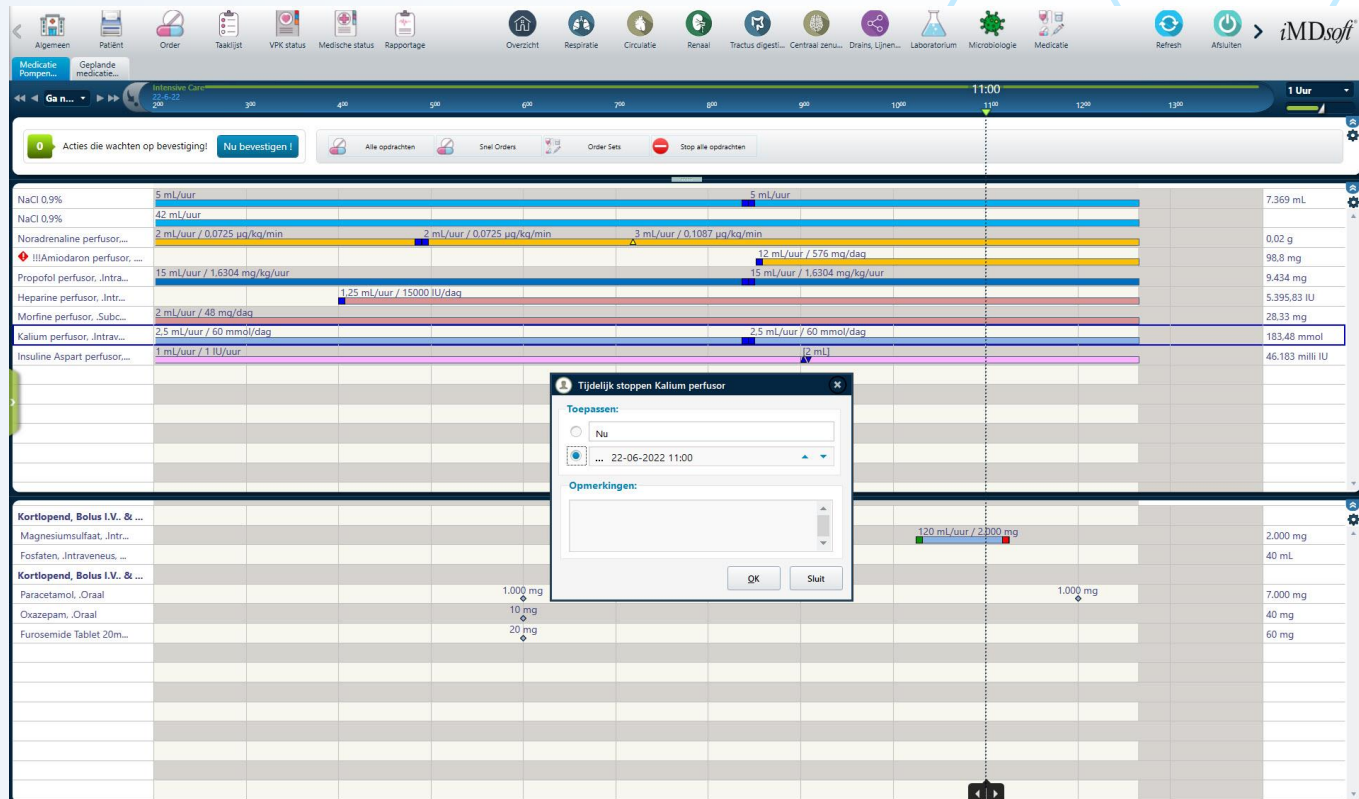 Algemeen Patiënt Order Taaklijst VPK status Medische status Rapportage Overzicht Respiratie Circulatie Renaal Tractus digesti... Centraal zenu... Drains, Lijnen... Laboratorium Microbiologie Medicatie Refresh Afsluiten iMDsoft
Medicatie Pompen... Geplande medicatie...
Ga n... Intensive Care 11:00 1 Uur
22-6-22
2⁰⁰ 3⁰⁰ 4⁰⁰ 5⁰⁰ 6⁰⁰ 7⁰⁰ 8⁰⁰ 9⁰⁰ 10⁰⁰ 11⁰⁰ 12⁰⁰ 13⁰⁰
0 Acties die wachten op bevestiging! Nu bevestigen ! Alle opdrachten Snel Orders Order Sets Stop alle opdrachten
NaCl 0,9% 5 mL/uur 5 mL/uur 7.369 mL
NaCl 0,9% 42 mL/uur
Noradrenaline perfusor,... 2 mL/uur / 0,0725 µg/kg/min 2 mL/uur / 0,0725 µg/kg/min 3 mL/uur / 0,1087 µg/kg/min 0,02 g
!!!Amiodaron perfusor, .... 12 mL/uur / 576 mg/dag 98,8 mg
Propofol perfusor, .Intra... 15 mL/uur / 1,6304 mg/kg/uur 15 mL/uur / 1,6304 mg/kg/uur 9.434 mg
Heparine perfusor, .Intr... 1,25 mL/uur / 15000 IU/dag 5.395,83 IU
Morfine perfusor, .Subc... 2 mL/uur / 48 mg/dag 28,33 mg
Kalium perfusor, .Intrav... 2,5 mL/uur / 60 mmol/dag 2,5 mL/uur / 60 mmol/dag 183,48 mmol
Insuline Aspart perfusor,... 1 mL/uur / 1 IU/uur [2 mL] 46.183 milli IU
Tijdelijk stoppen Kalium perfusor
Toepassen:
Nu
... 22-06-2022 11:00
Opmerkingen:
OK Sluit
Kortlopend, Bolus I.V.. & ...
Magnesiumsulfaat, .Intr... 120 mL/uur / 2.000 mg 2.000 mg
Fosfaten, .Intraveneus, ... 40 mL
Kortlopend, Bolus I.V.. & ...
Paracetamol, .Oraal 1.000 mg 1.000 mg 7.000 mg
Oxazepam, .Oraal 10 mg 40 mg
Furosemide Tablet 20m... 20 mg 60 mg